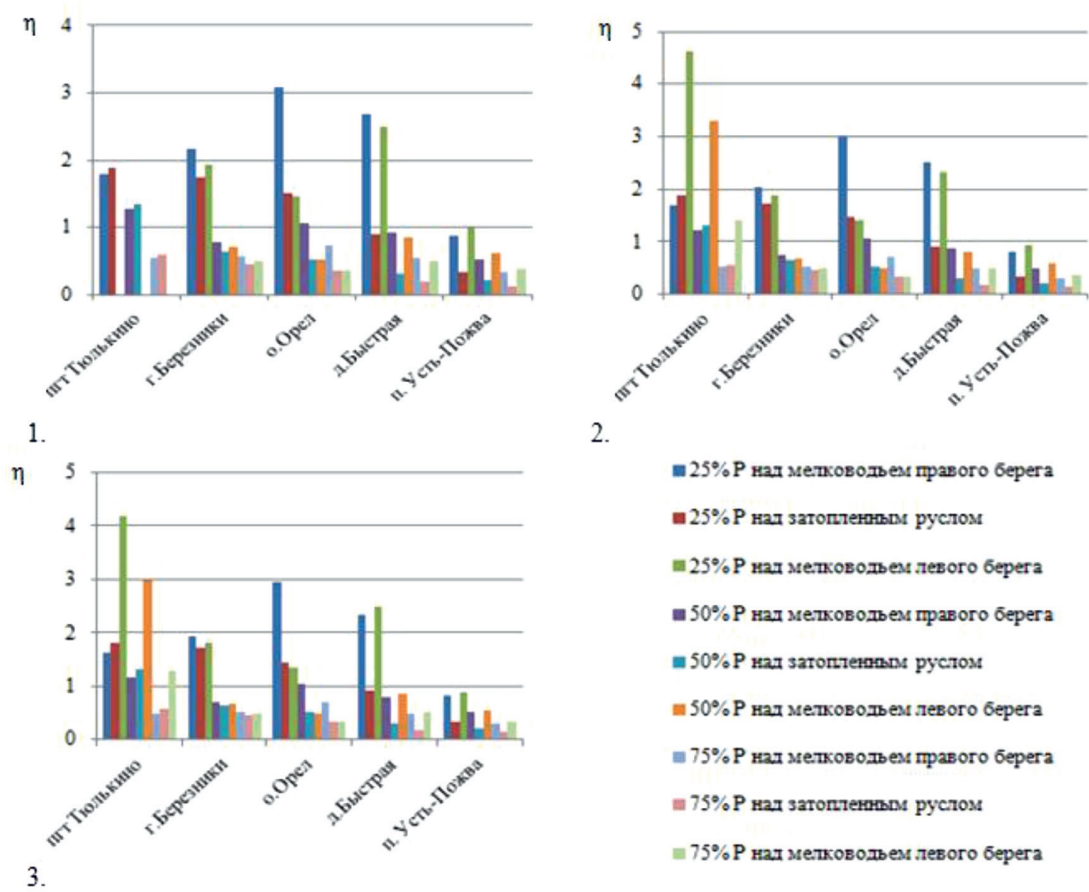 η
4
3
2
1
0
пгт Тюлькино
г.Березники
о.Орел
д.Быстрая
п. Усть-Пожва
1.
η
5
4
3
2
1
0
пгт Тюлькино
г.Березники
о.Орел
д.Быстрая
п. Усть-Пожва
2.
η
5
4
3
2
1
0
пгт Тюлькино
г.Березники
о.Орел
д.Быстрая
п. Усть-Пожва
3.
25% Р над мелководьем правого берега
25% Р над затопленным руслом
25% Р над мелководьем левого берега
50% Р над мелководьем правого берега
50% Р над затопленным руслом
50% Р над мелководьем левого берега
75% Р над мелководьем правого берега
75% Р над затопленным руслом
75% Р над мелководьем левого берега